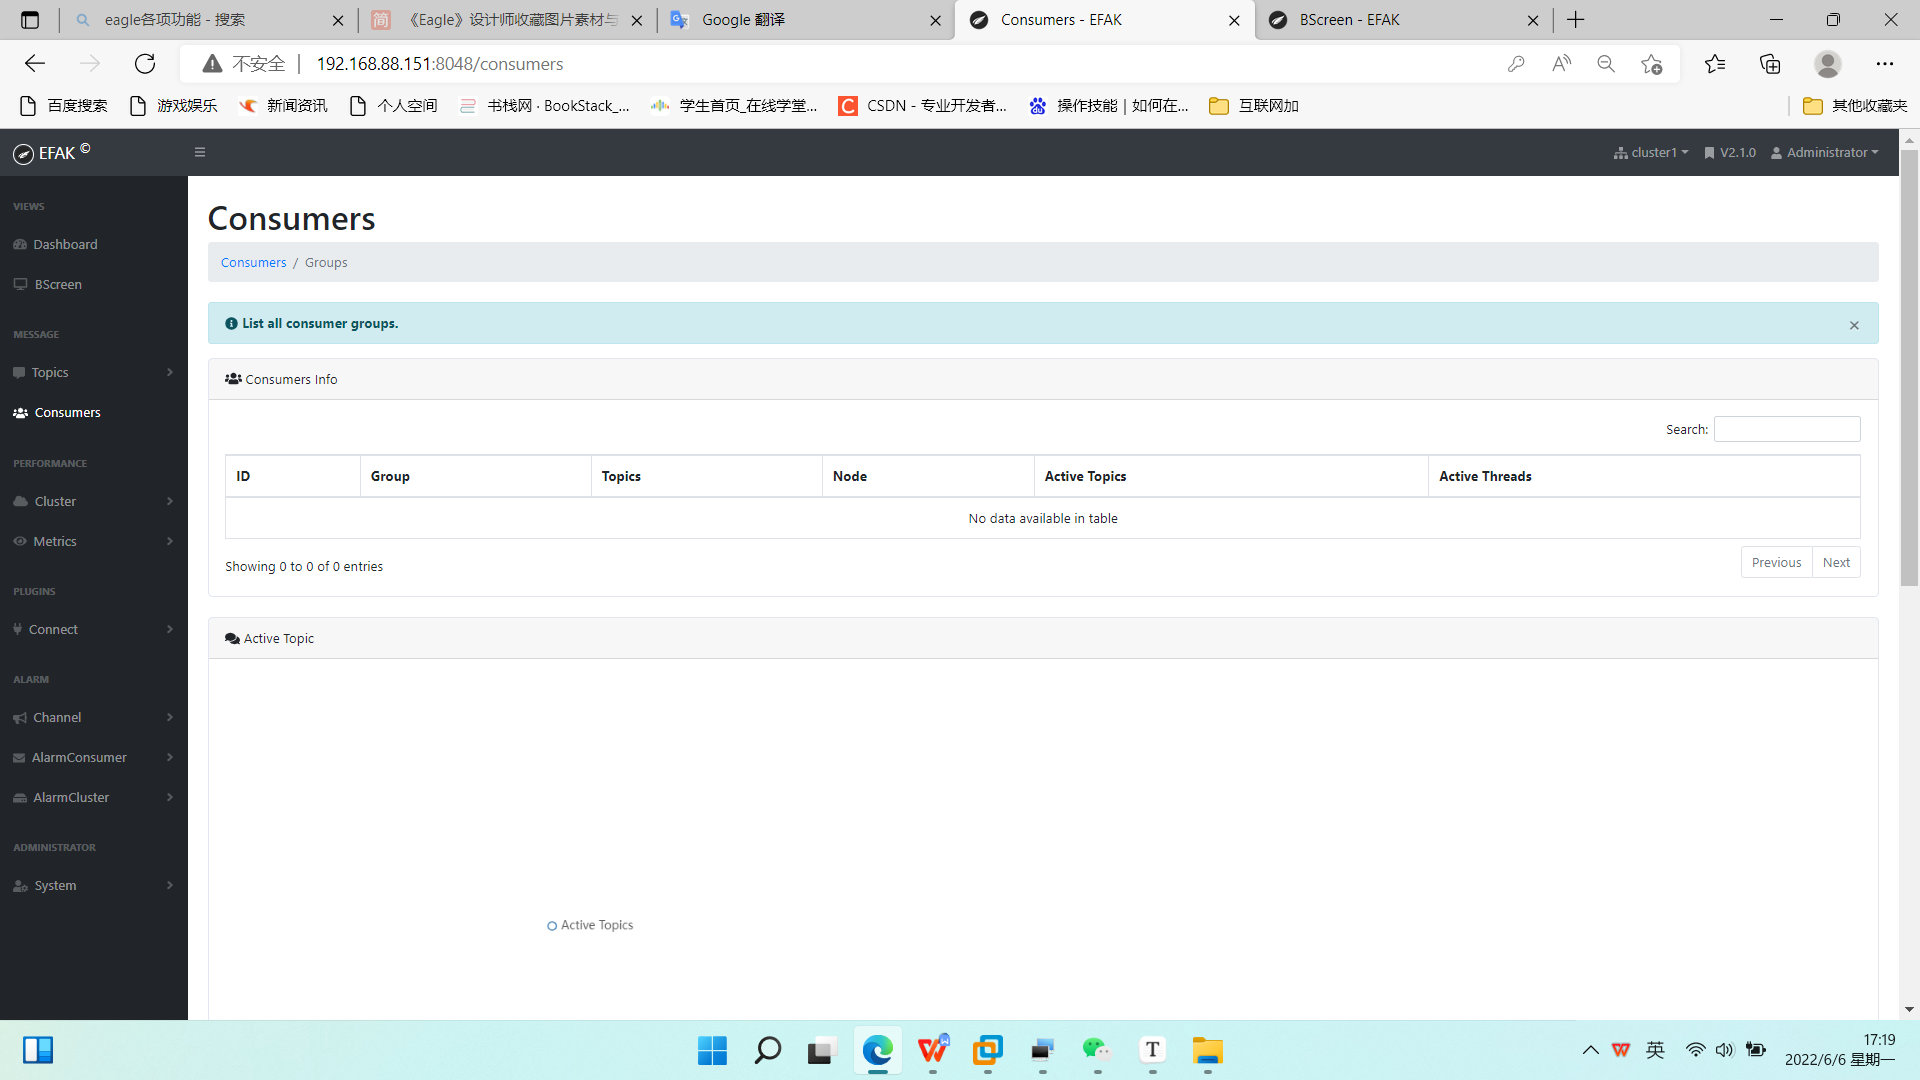 eagle各项功能 - 搜索
《Eagle》设计师收藏图片素材与
Google 翻译
Consumers - EFAK
BScreen - EFAK
不安全 | 192.168.88.151:8048/consumers
百度搜索
游戏娱乐
新闻资讯
个人空间
书栈网 · BookStack_...
学生首页_在线学堂...
CSDN - 专业开发者...
操作技能 | 如何在...
互联网加
其他收藏夹
EFAK ©
cluster1
V2.1.0
Administrator
VIEWS
Dashboard
BScreen
MESSAGE
Topics
Consumers
PERFORMANCE
Cluster
Metrics
PLUGINS
Connect
ALARM
Channel
AlarmConsumer
AlarmCluster
ADMINISTRATOR
System
Consumers
Consumers / Groups
List all consumer groups.
×
Consumers Info
Search:
ID Group Topics Node Active Topics Active Threads
No data available in table
Showing 0 to 0 of 0 entries
Previous Next
Active Topic
Active Topics
英
17:19
2022/6/6 星期一